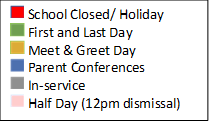 School Closed/ Holiday
First and Last Day
Meet & Greet Day
Parent Conferences
In-service
Half Day (12pm dismissal)